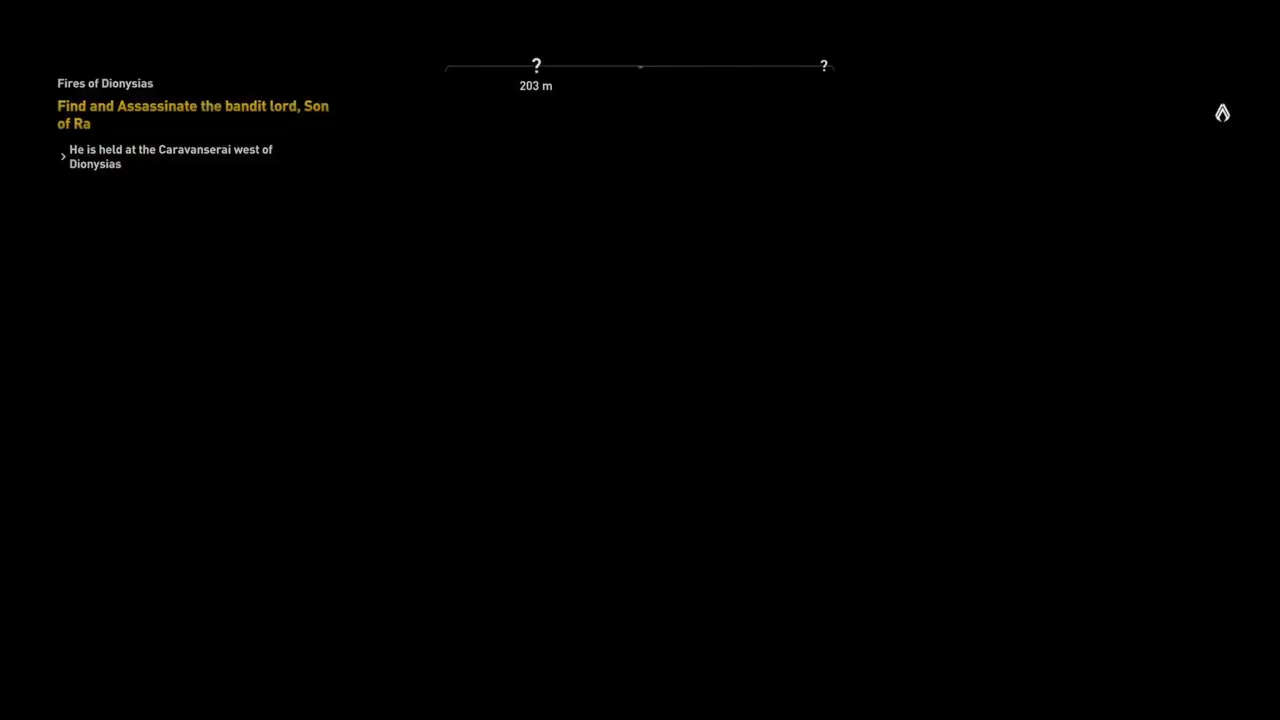 ?
?
203 m
Fires of Dionysias
Find and Assassinate the bandit lord, Son
of Ra
He is held at the Caravanserai west of
Dionysias